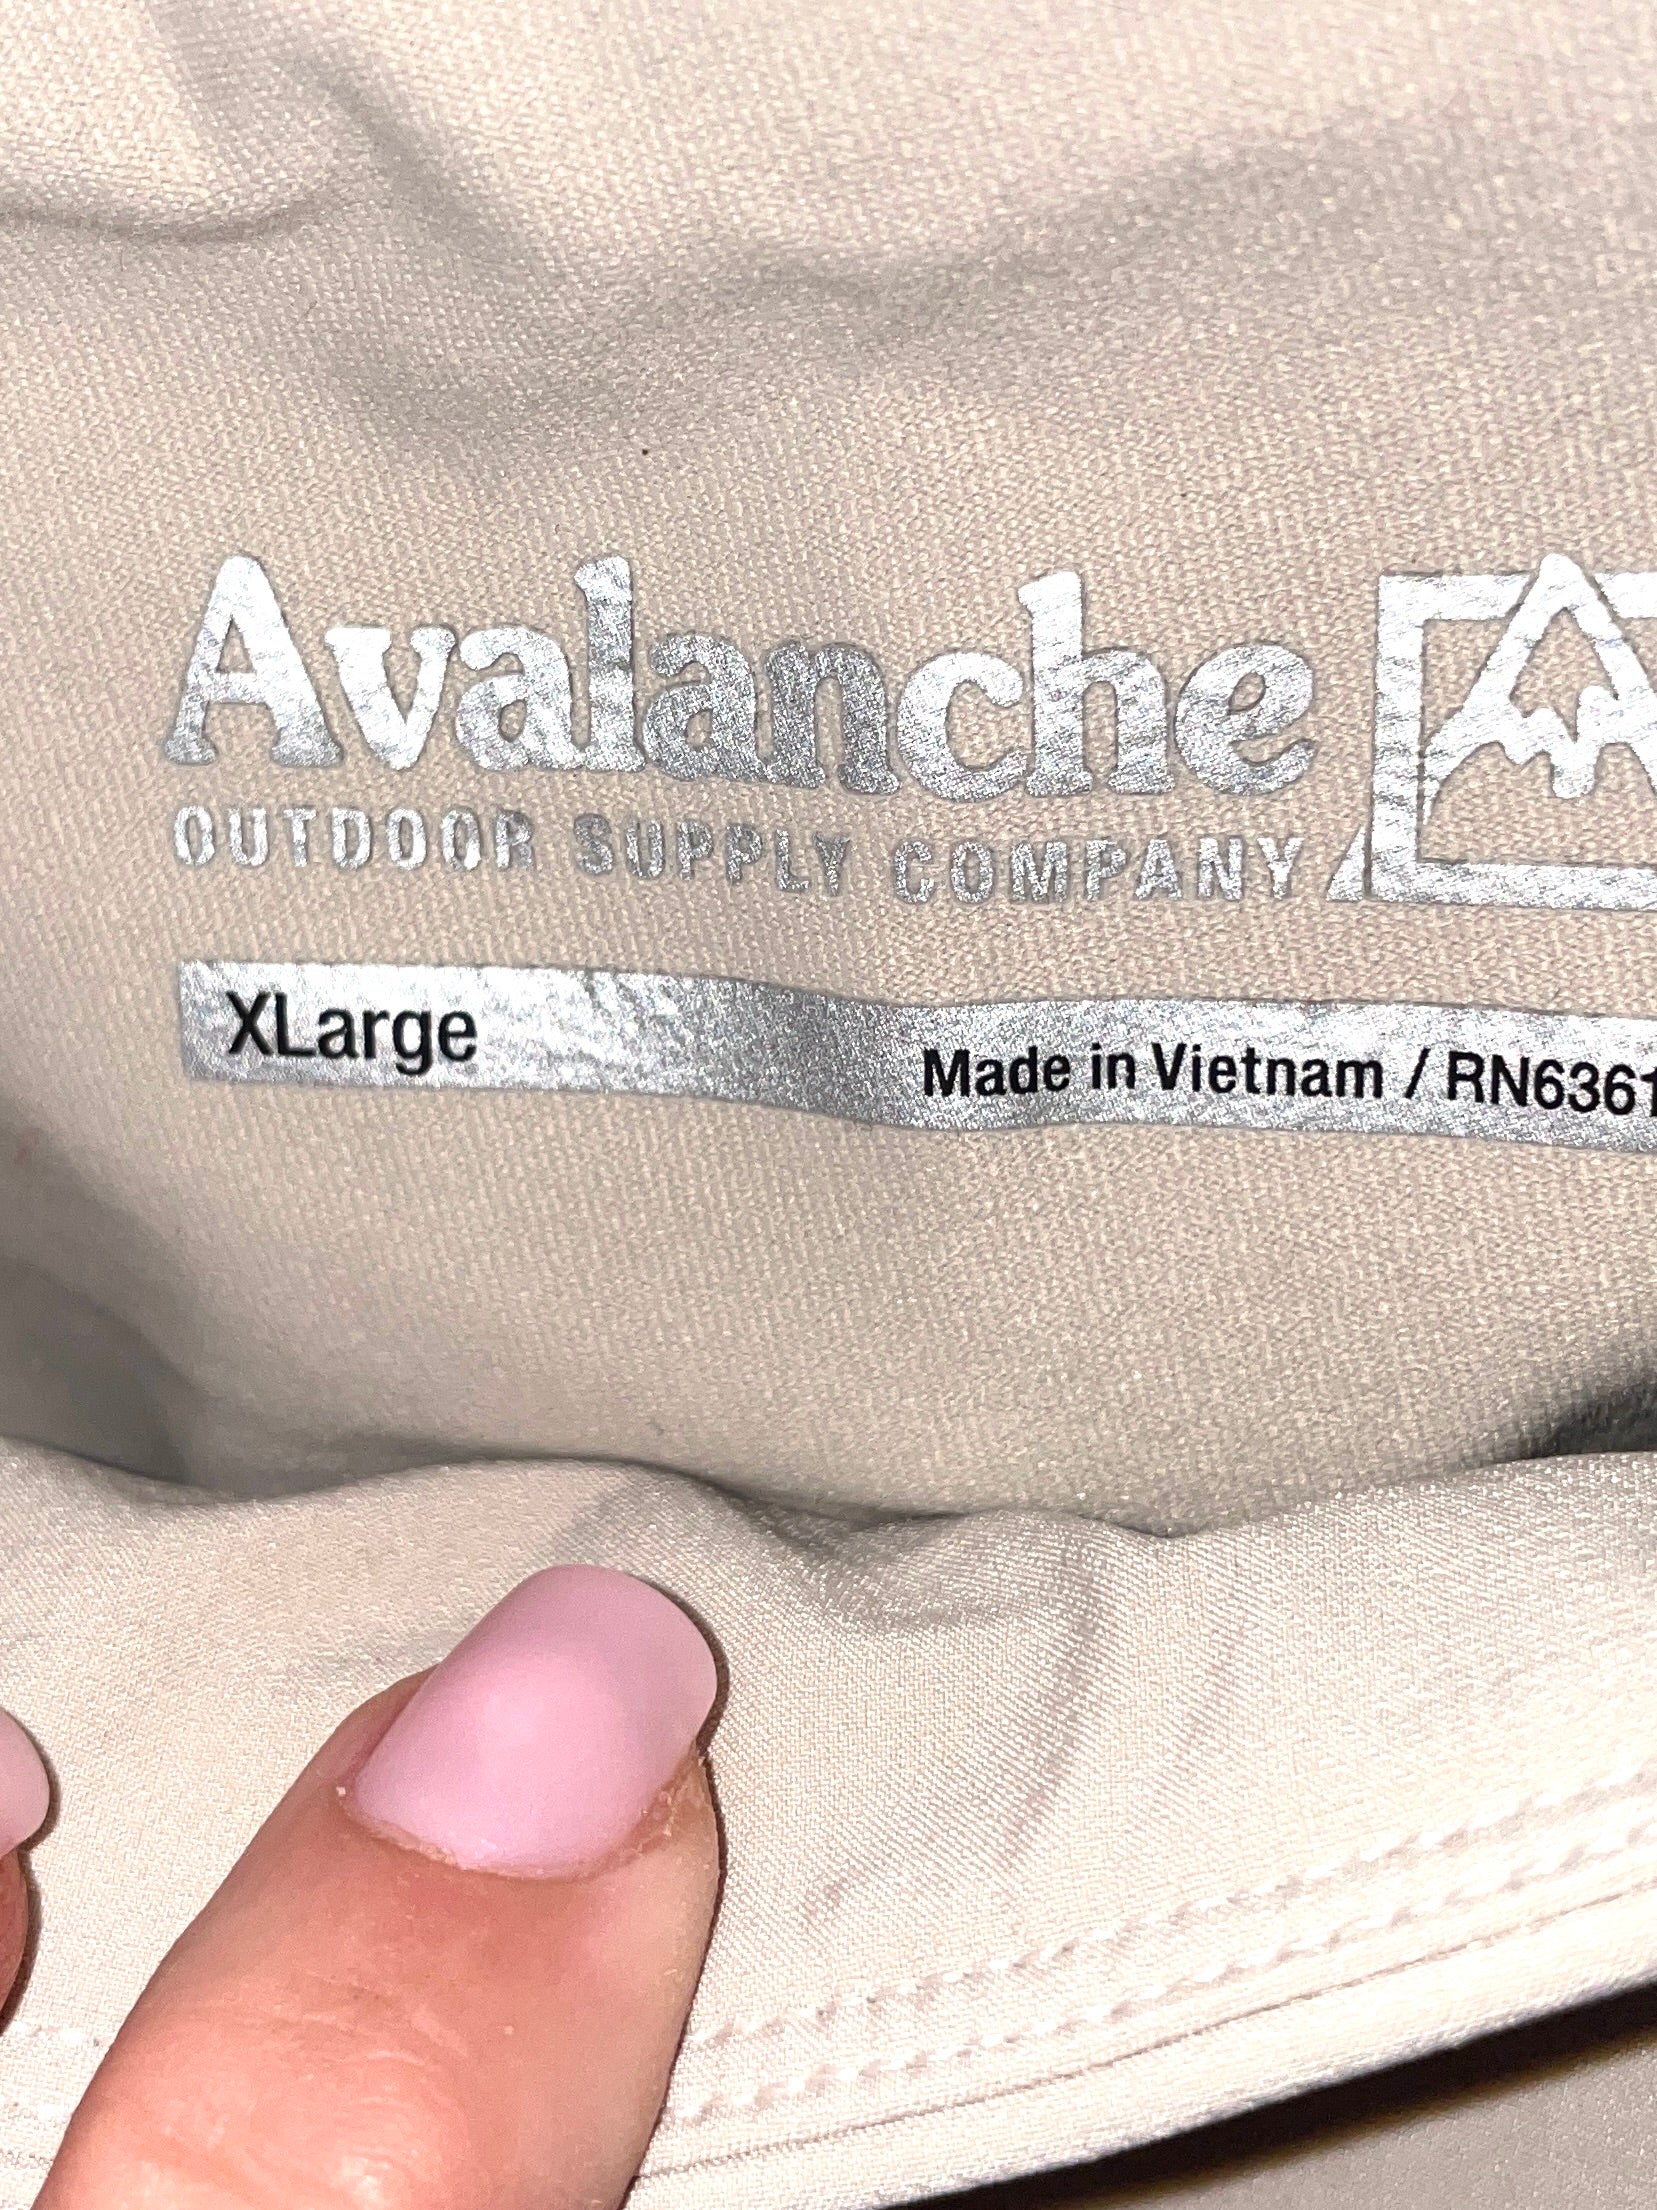 Avalanche
OUTDOOR SUPPLY COMPANY
XLarge
Made in Vietnam / RN6361